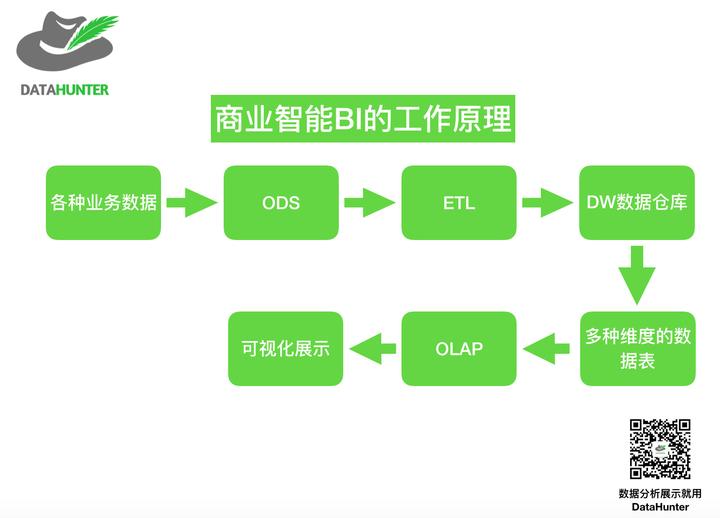 DATAHUNTER
商业智能BI的工作原理
各种业务数据
ODS
ETL
DW数据仓库
多种维度的数
据表
OLAP
可视化展示
数据分析展示就用
DataHunter